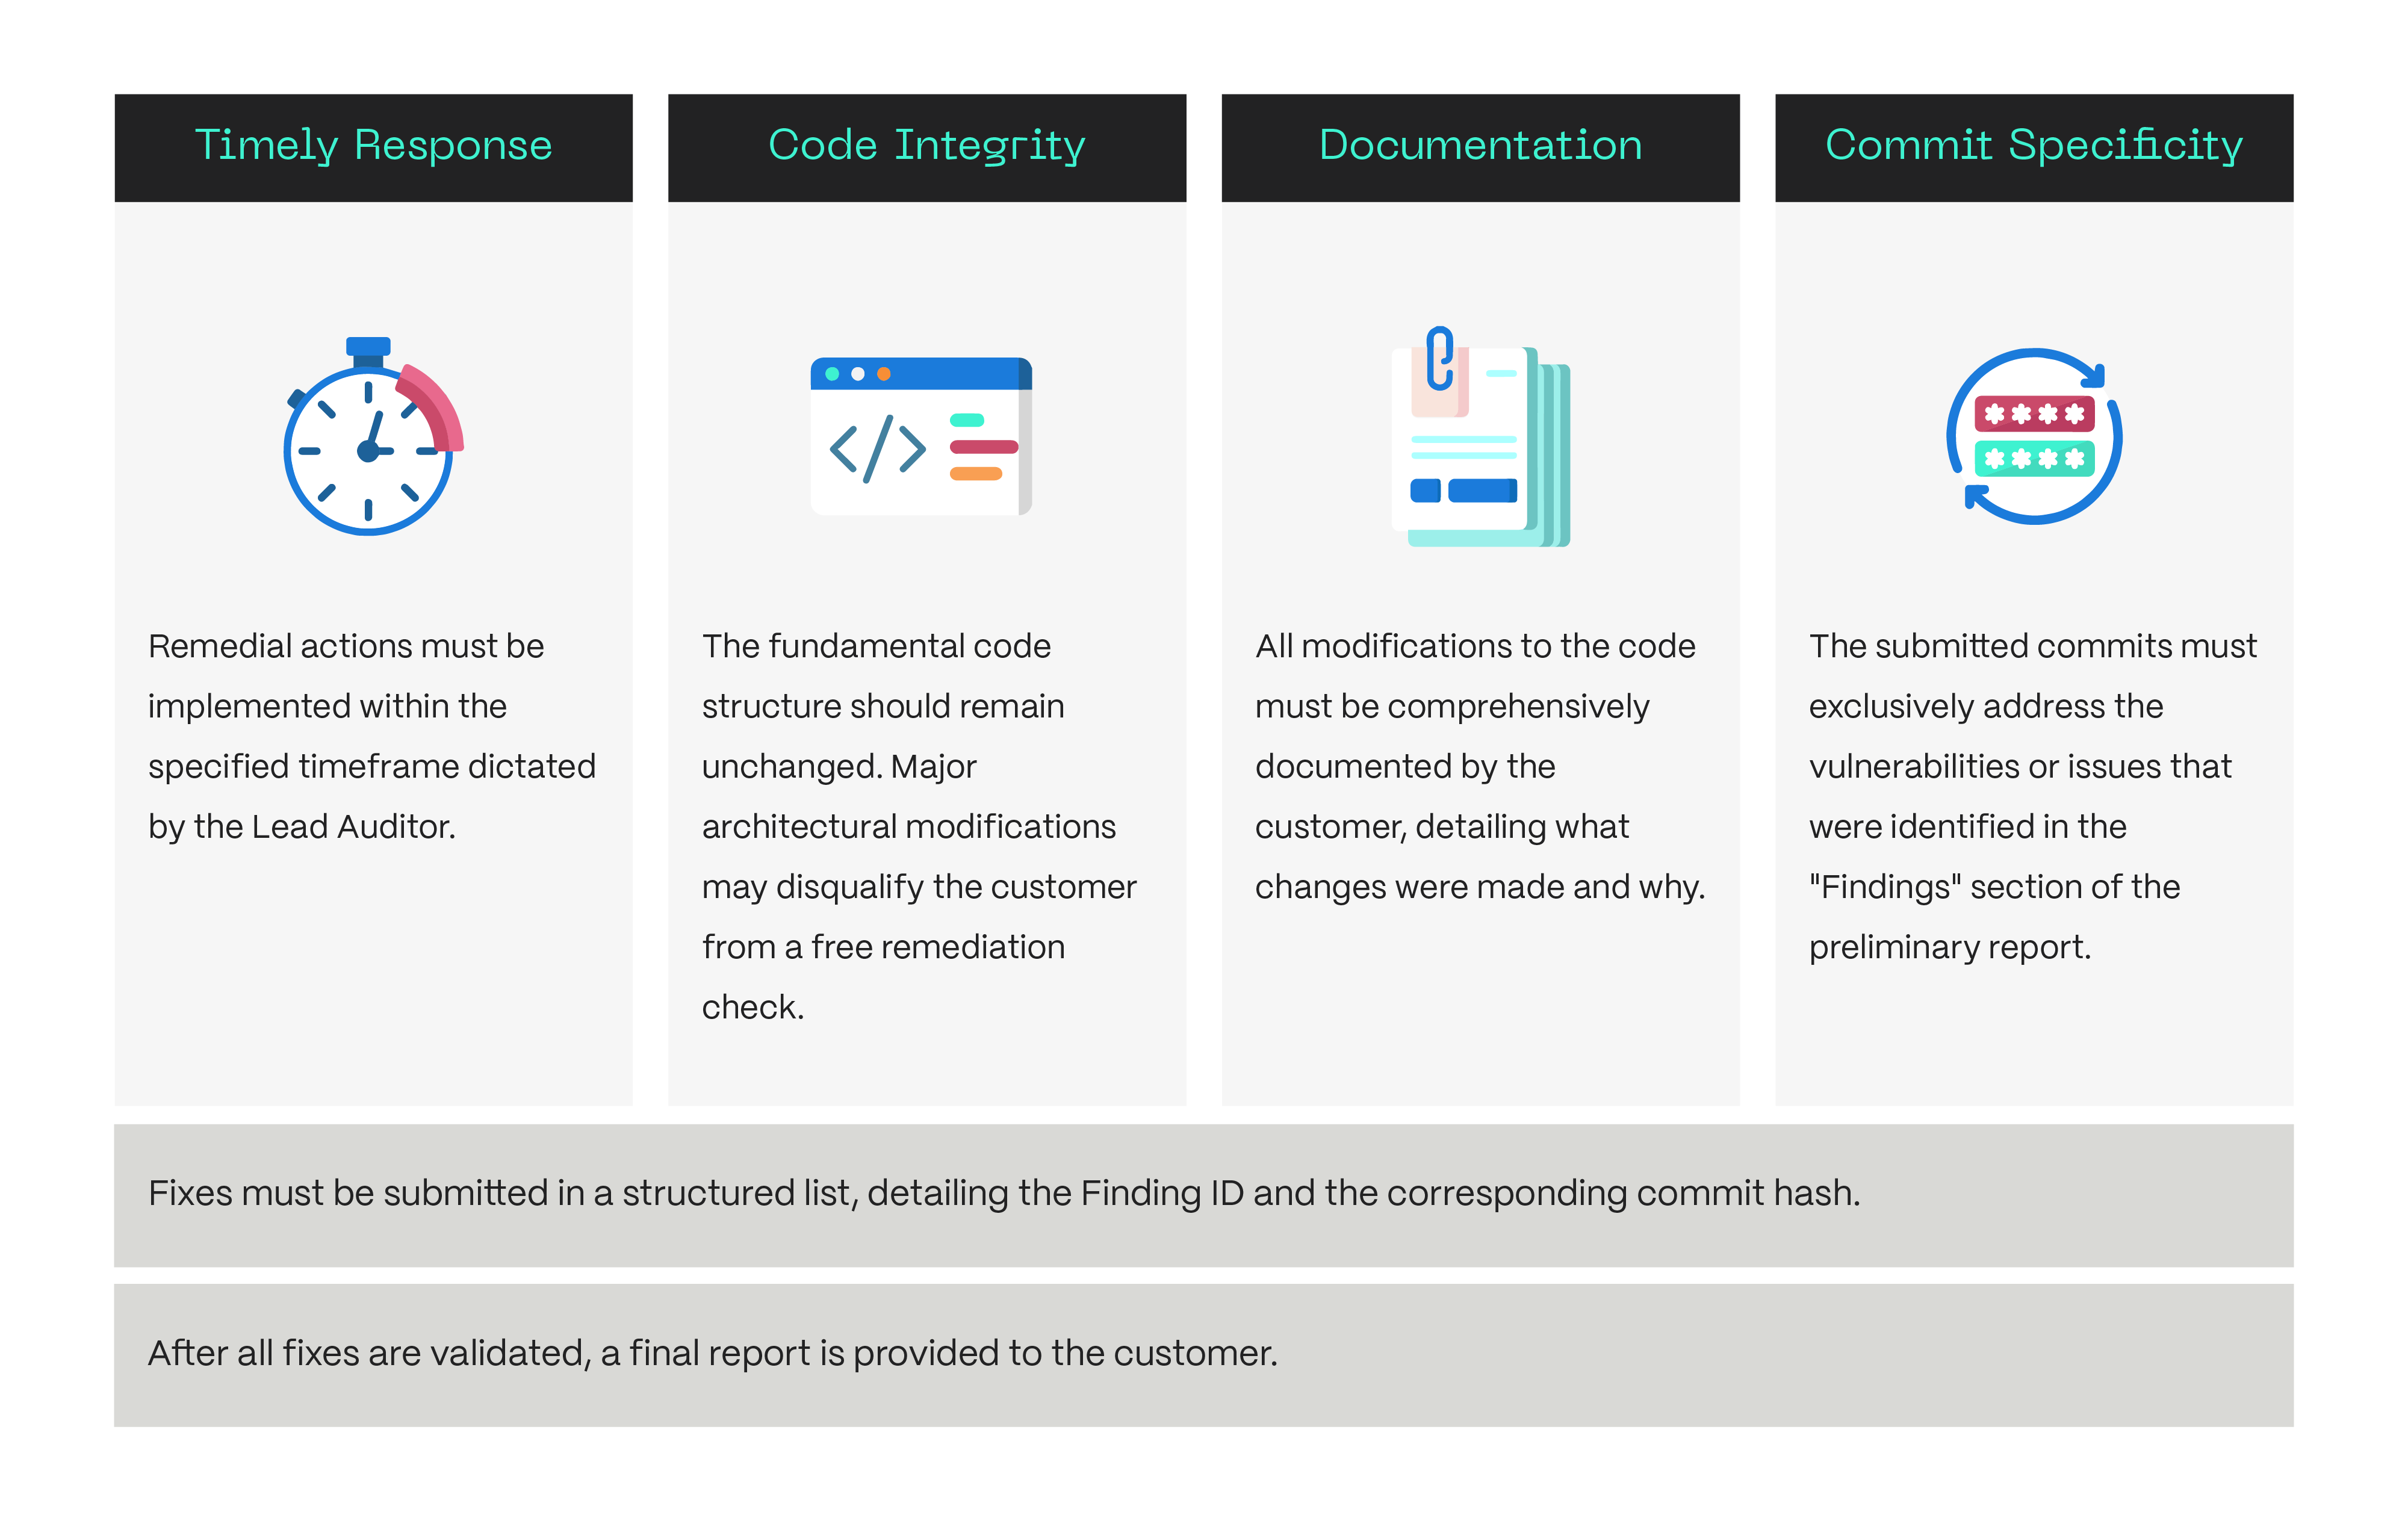 Timely Response
Remedial actions must be
implemented within the
specified timeframe dictated
by the Lead Auditor.
Code Integrity
The fundamental code
structure should remain
unchanged. Major
architectural modifications
may disqualify the customer
from a free remediation
check.
Documentation
All modifications to the code
must be comprehensively
documented by the
customer, detailing what
changes were made and why.
Commit Specificity
The submitted commits must
exclusively address the
vulnerabilities or issues that
were identified in the
"Findings" section of the
preliminary report.
Fixes must be submitted in a structured list, detailing the Finding ID and the corresponding commit hash.
After all fixes are validated, a final report is provided to the customer.